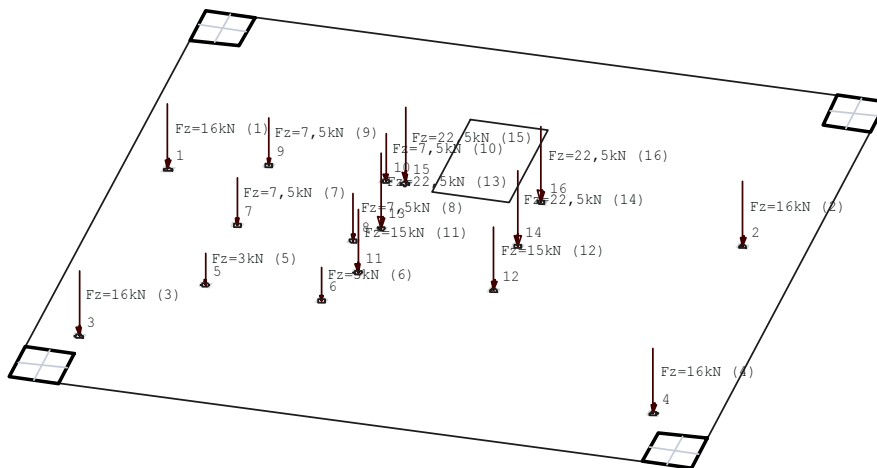 Fz=16kN (1)
1
Fz=7,5kN (9)
9
Fz=22,5kN (15)
15
Fz=7,5kN (10)
10
Fz=22,5kN (16)
16
Fz=22,5kN (13)
13
Fz=7,5kN (7)
7
Fz=22,5kN (14)
14
Fz=7,5kN (8)
8
Fz=16kN (2)
2
Fz=15kN (11)
11
Fz=15kN (12)
12
Fz=3kN (5)
5
Fz=3kN (6)
6
Fz=16kN (3)
3
Fz=16kN (4)
4